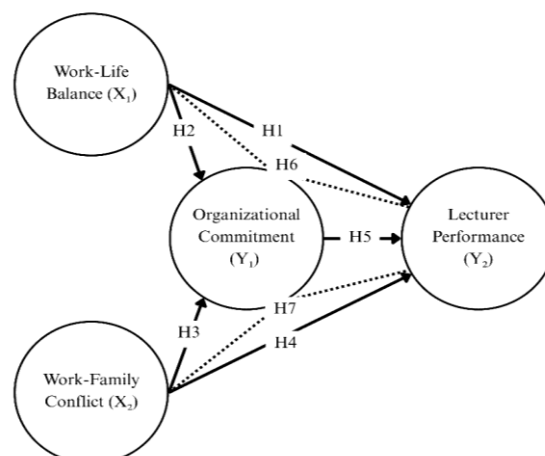 Work-Life
Balance (X₁)
H2
H1
H6
Organizational
Commitment
(Y₁)
H5
Lecturer
Performance
(Y₂)
H7
H3
H4
Work-Family
Conflict (X₂)